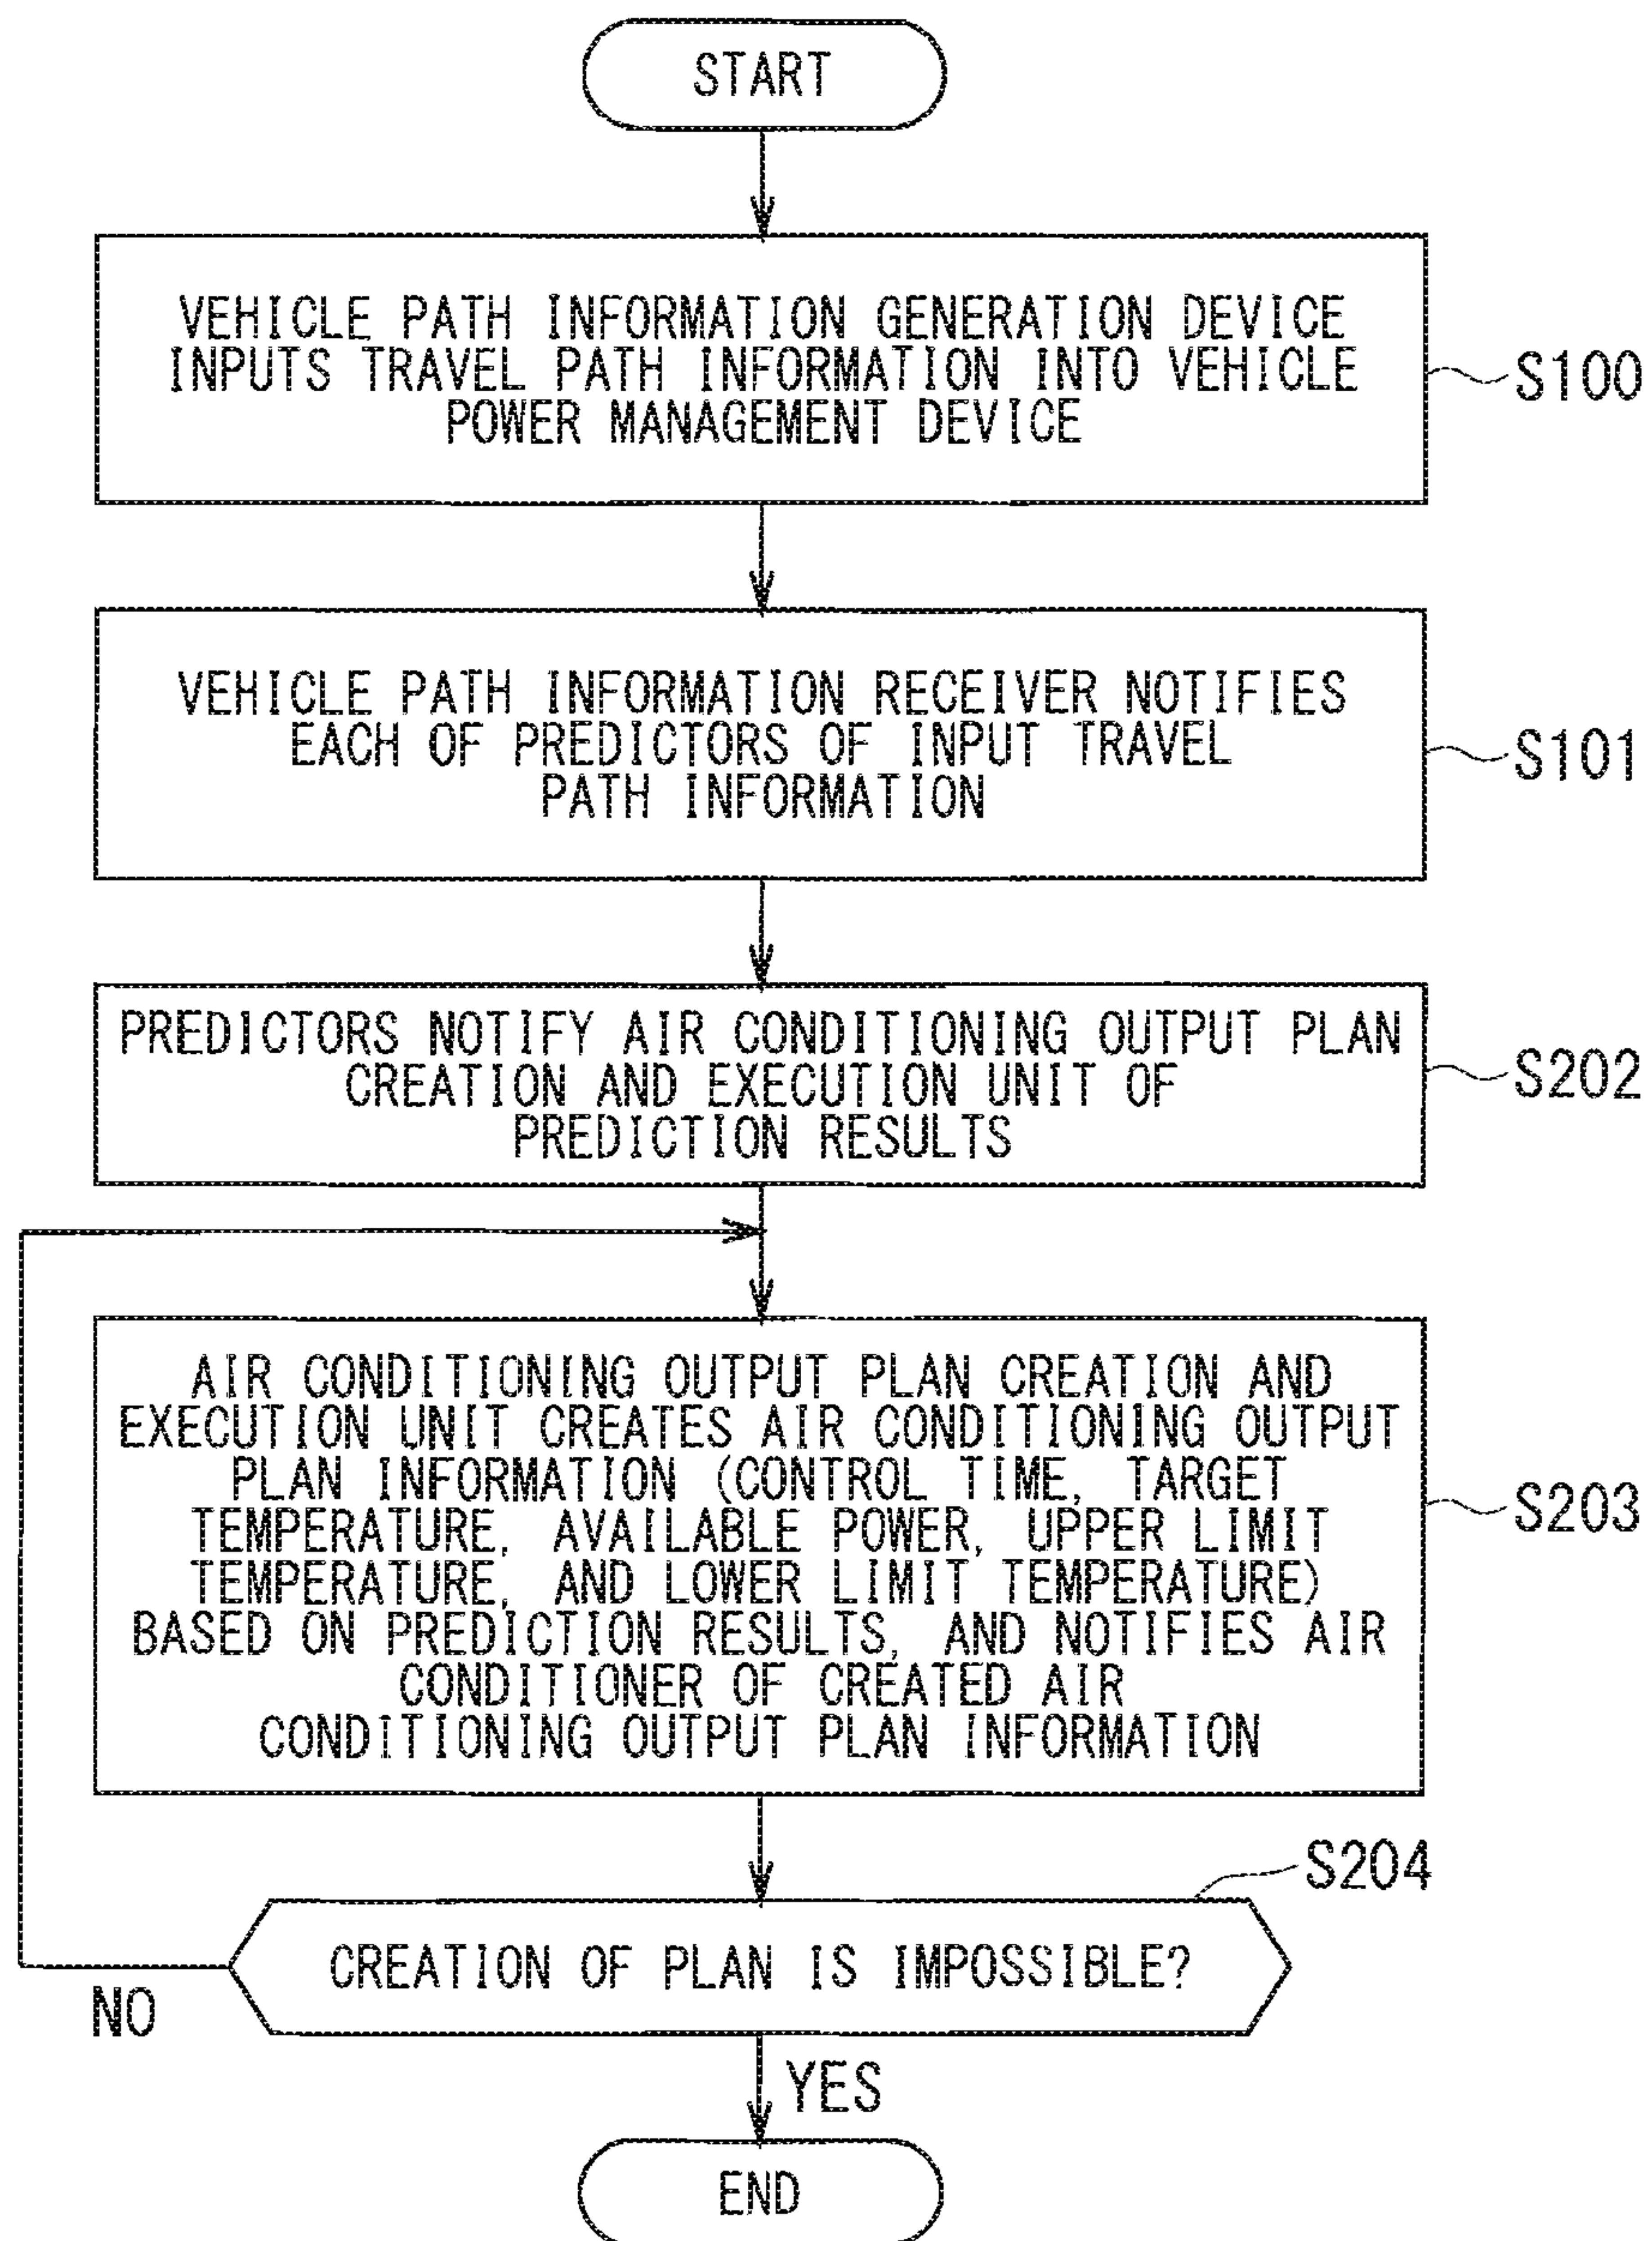 START
VEHICLE PATH INFORMATION GENERATION DEVICE
INPUTS TRAVEL PATH INFORMATION INTO VEHICLE
POWER MANAGEMENT DEVICE
S100
VEHICLE PATH INFORMATION RECEIVER NOTIFIES
EACH OF PREDICTORS OF INPUT TRAVEL
PATH INFORMATION
S101
PREDICTORS NOTIFY AIR CONDITIONING OUTPUT PLAN
CREATION AND EXECUTION UNIT OF
PREDICTION RESULTS
S202
AIR CONDITIONING OUTPUT PLAN CREATION AND
EXECUTION UNIT CREATES AIR CONDITIONING OUTPUT
PLAN INFORMATION (CONTROL TIME, TARGET
TEMPERATURE, AVAILABLE POWER, UPPER LIMIT
TEMPERATURE, AND LOWER LIMIT TEMPERATURE)
BASED ON PREDICTION RESULTS, AND NOTIFIES AIR
CONDITIONER OF CREATED AIR
CONDITIONING OUTPUT PLAN INFORMATION
S203
S204
CREATION OF PLAN IS IMPOSSIBLE?
NO
YES
END